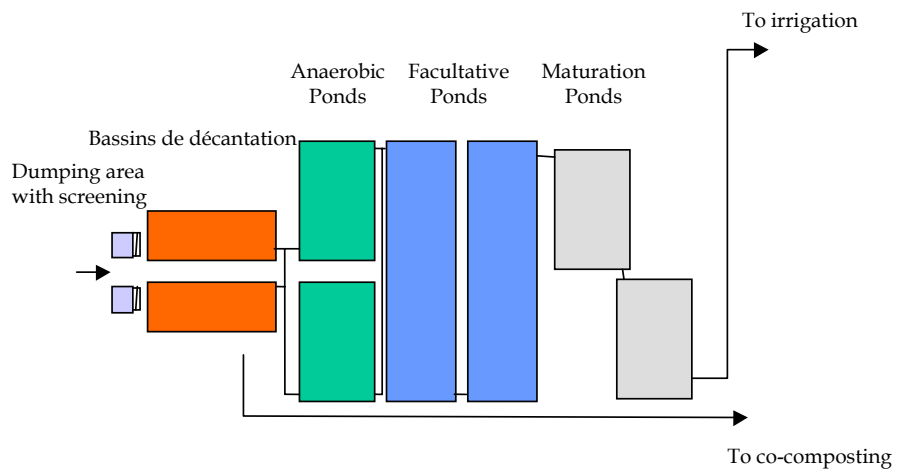 To irrigation
Anaerobic
Ponds
Facultative
Ponds
Maturation
Ponds
Bassins de décantation
Dumping area
with screening
To co-composting